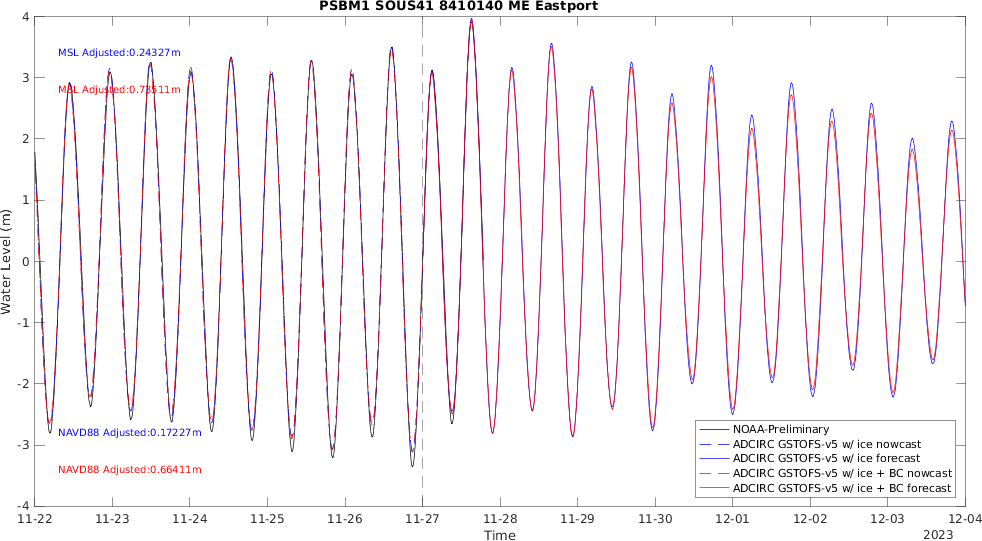 PSBM1 SOUS41 8410140 ME Eastport
4
3
2
1
0
-1
-2
-3
-4
Water Level (m)
MSL Adjusted:0.24327m
MSL Adjusted:0.73511m
NAVD88 Adjusted:0.17227m
NAVD88 Adjusted:0.66411m
NOAA-Preliminary
ADCIRC GSTOFS-v5 w/ ice nowcast
ADCIRC GSTOFS-v5 w/ ice forecast
ADCIRC GSTOFS-v5 w/ ice + BC nowcast
ADCIRC GSTOFS-v5 w/ ice + BC forecast
11-22 11-23 11-24 11-25 11-26 11-27 11-28 11-29 11-30 12-01 12-02 12-03 12-04
Time
2023